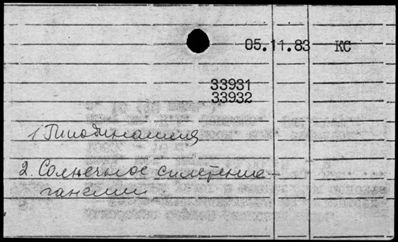 05.11.83 КС
33931
33932
1. Гиподинамия
2. Солнечное сплетение -
ганглии